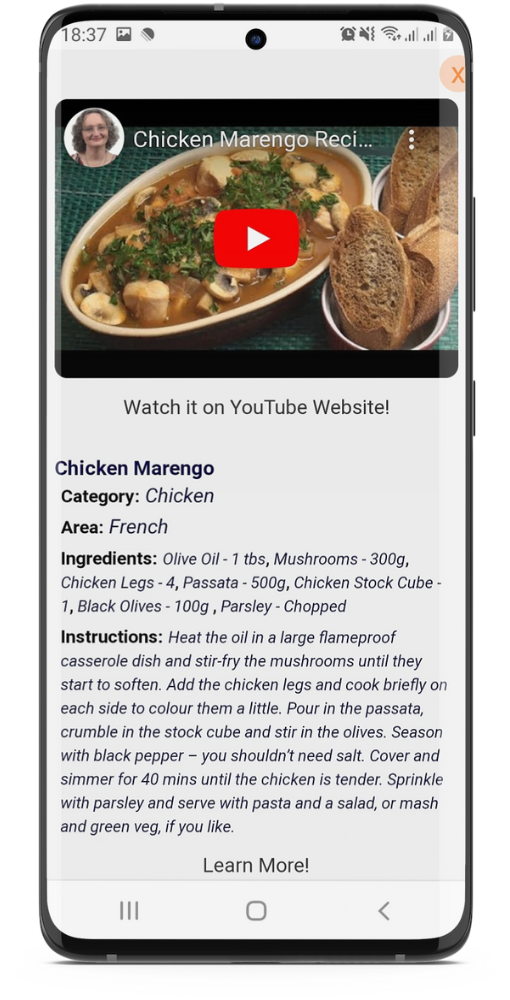 18:37
X
Chicken Marengo Reci...
Watch it on YouTube Website!
Chicken Marengo
Category: Chicken
Area: French
Ingredients: Olive Oil - 1 tbs, Mushrooms - 300g,
Chicken Legs - 4, Passata - 500g, Chicken Stock Cube -
1, Black Olives - 100g , Parsley - Chopped
Instructions: Heat the oil in a large flameproof
casserole dish and stir-fry the mushrooms until they
start to soften. Add the chicken legs and cook briefly on
each side to colour them a little. Pour in the passata,
crumble in the stock cube and stir in the olives. Season
with black pepper – you shouldn't need salt. Cover and
simmer for 40 mins until the chicken is tender. Sprinkle
with parsley and serve with pasta and a salad, or mash
and green veg, if you like.
Learn More!